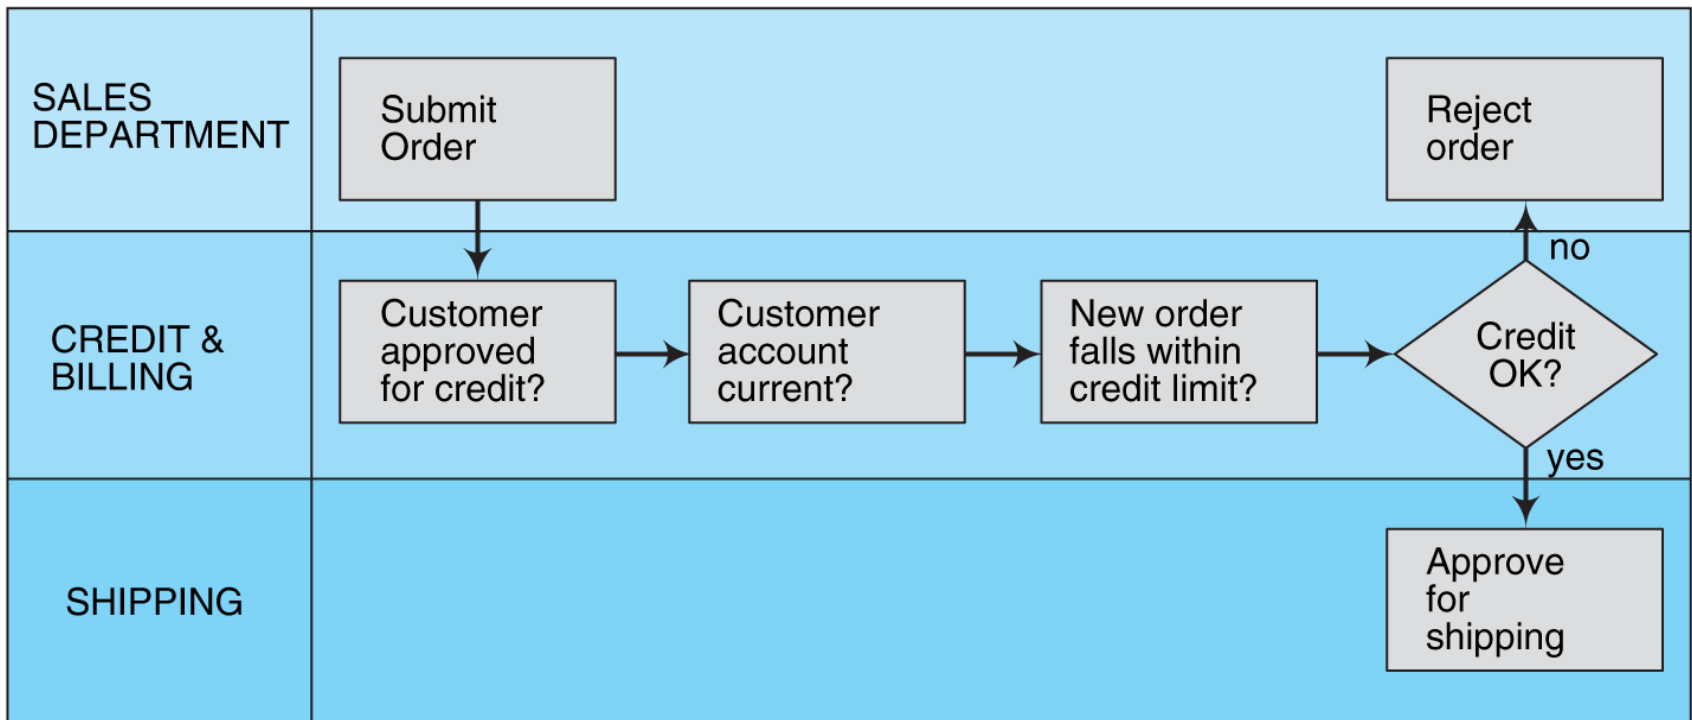 SALES
DEPARTMENT
Submit
Order
Reject
order
no
CREDIT &
BILLING
Customer
approved
for credit?
Customer
account
current?
New order
falls within
credit limit?
Credit
OK?
yes
SHIPPING
Approve
for
shipping